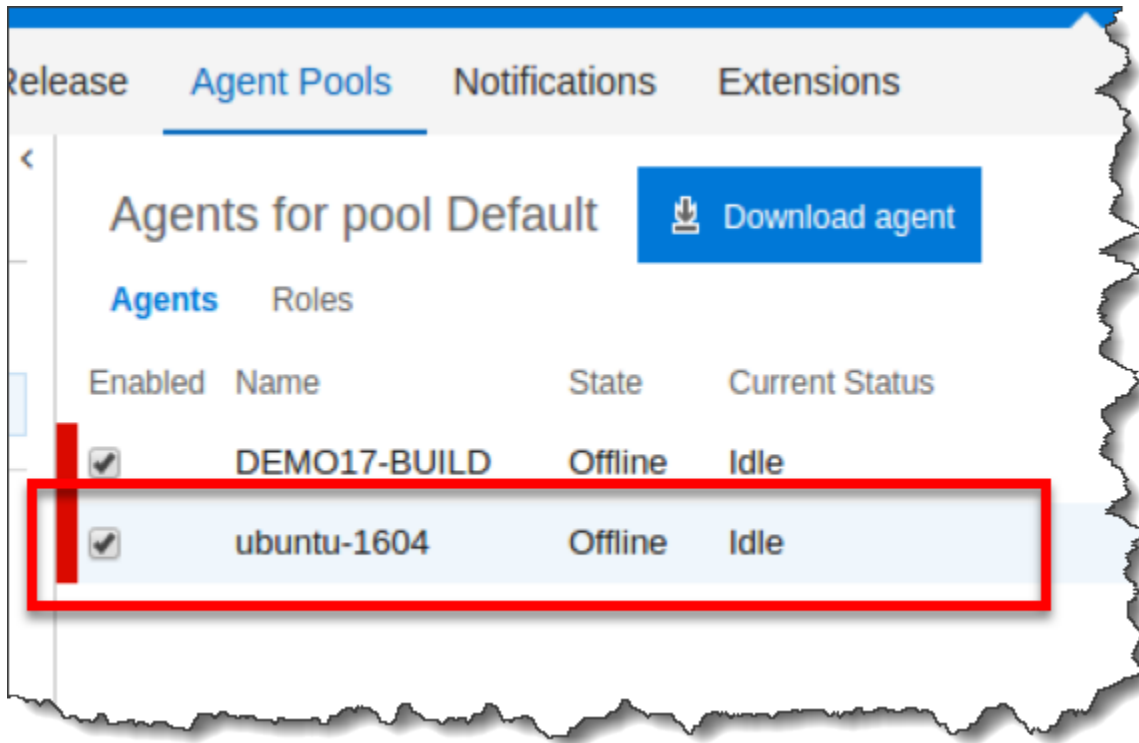 Agent Pools Notifications Extensions
Agents for pool Default Download agent
Agents Roles
Enabled Name State Current Status
DEMO17-BUILD Offline Idle
ubuntu-1604 Offline Idle